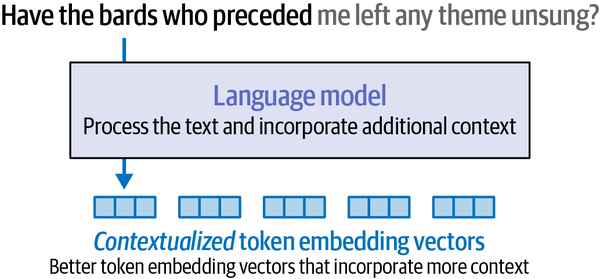 Have the bards who preceded me left any theme unsung?
Language model
Process the text and incorporate additional context
Contextualized token embedding vectors
Better token embedding vectors that incorporate more context